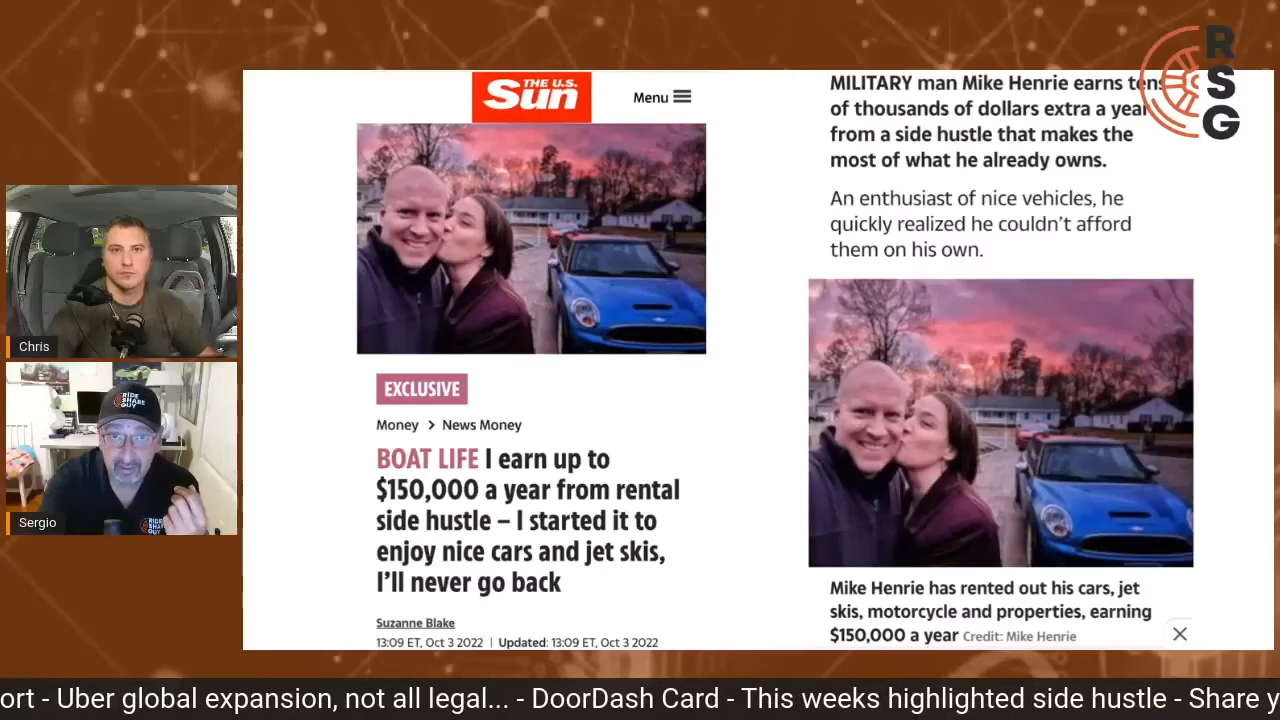 R
S
G
THE U.S.
Sun
Menu
EXCLUSIVE
Money > News Money
BOAT LIFE I earn up to
$150,000 a year from rental
side hustle – I started it to
enjoy nice cars and jet skis,
I'll never go back
Suzanne Blake
13:09 ET, Oct 3 2022 | Updated: 13:09 ET, Oct 3 2022
MILITARY man Mike Henrie earns tens
of thousands of dollars extra a year
from a side hustle that makes the
most of what he already owns.
An enthusiast of nice vehicles, he
quickly realized he couldn't afford
them on his own.
Mike Henrie has rented out his cars, jet
skis, motorcycle and properties, earning
$150,000 a year Credit: Mike Henrie
Chris
RIDE
SHARE
GUY
RIDE
SHARE
GUY
Sergio
ort - Uber global expansion, not all legal... - DoorDash Card - This weeks highlighted side hustle - Share y